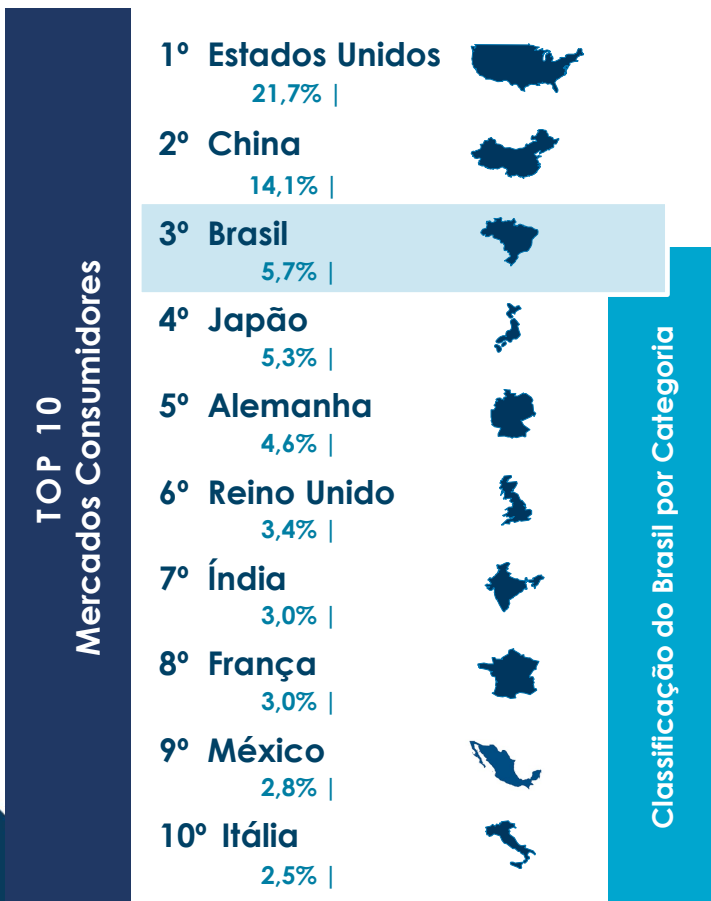 TOP 10
Mercados Consumidores
1º Estados Unidos
21,7% |
2º China
14,1% |
3º Brasil
5,7% |
4º Japão
5,3% |
5º Alemanha
4,6% |
6º Reino Unido
3,4% |
7º Índia
3,0% |
8º França
3,0% |
9º México
2,8% |
10º Itália
2,5% |
Classificação do Brasil por Categoria